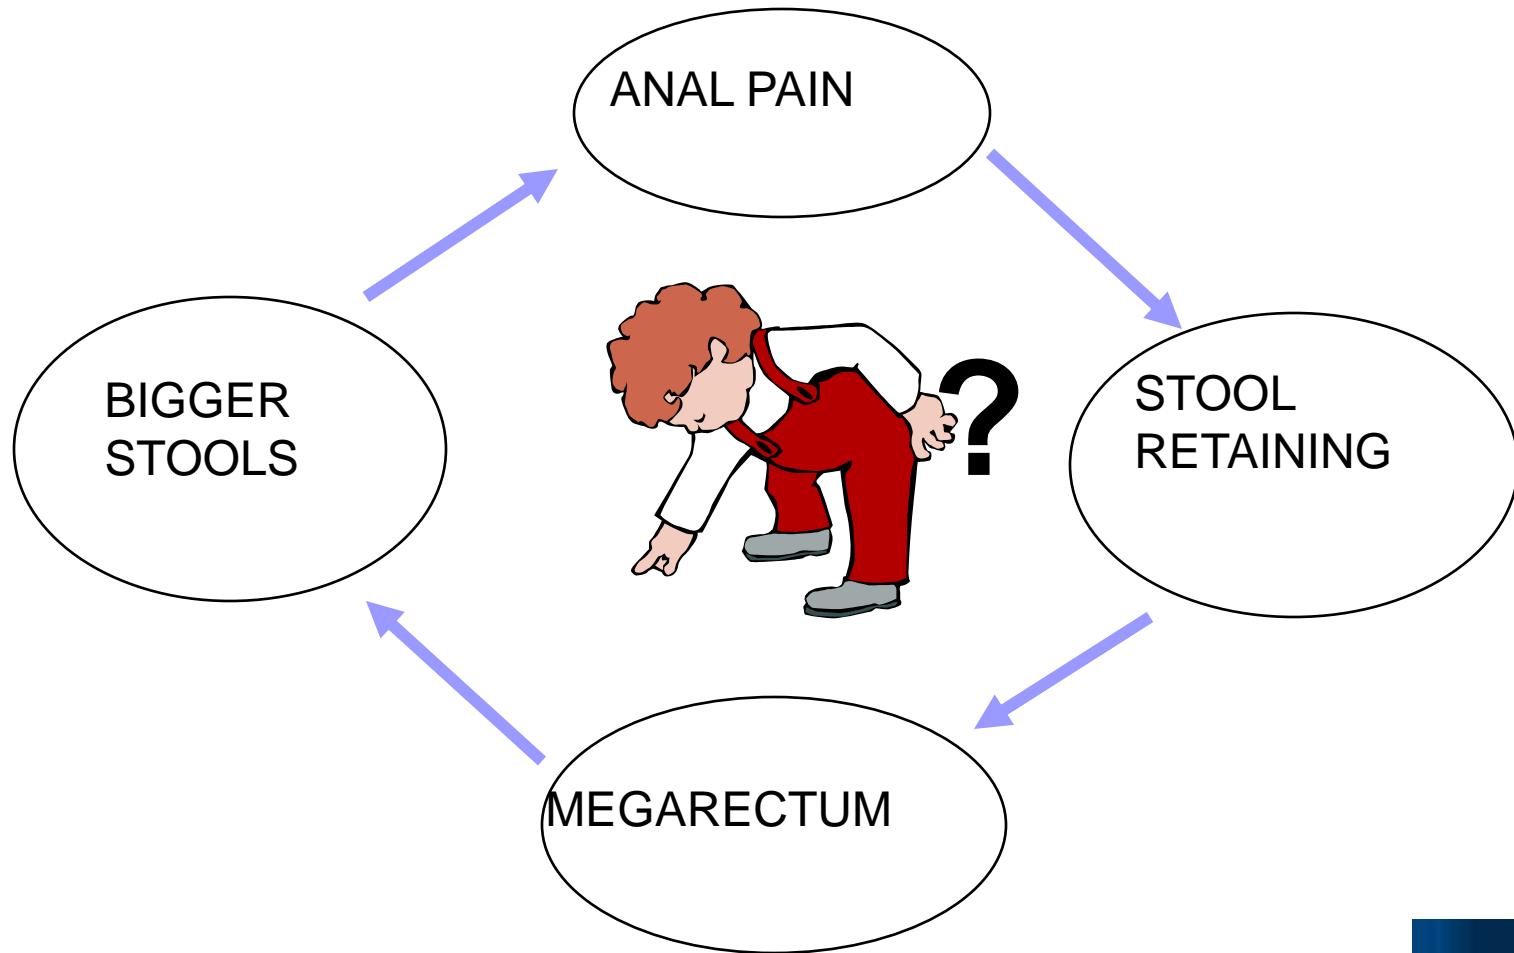 ANAL PAIN
BIGGER
STOOLS
?
STOOL
RETAINING
MEGARECTUM